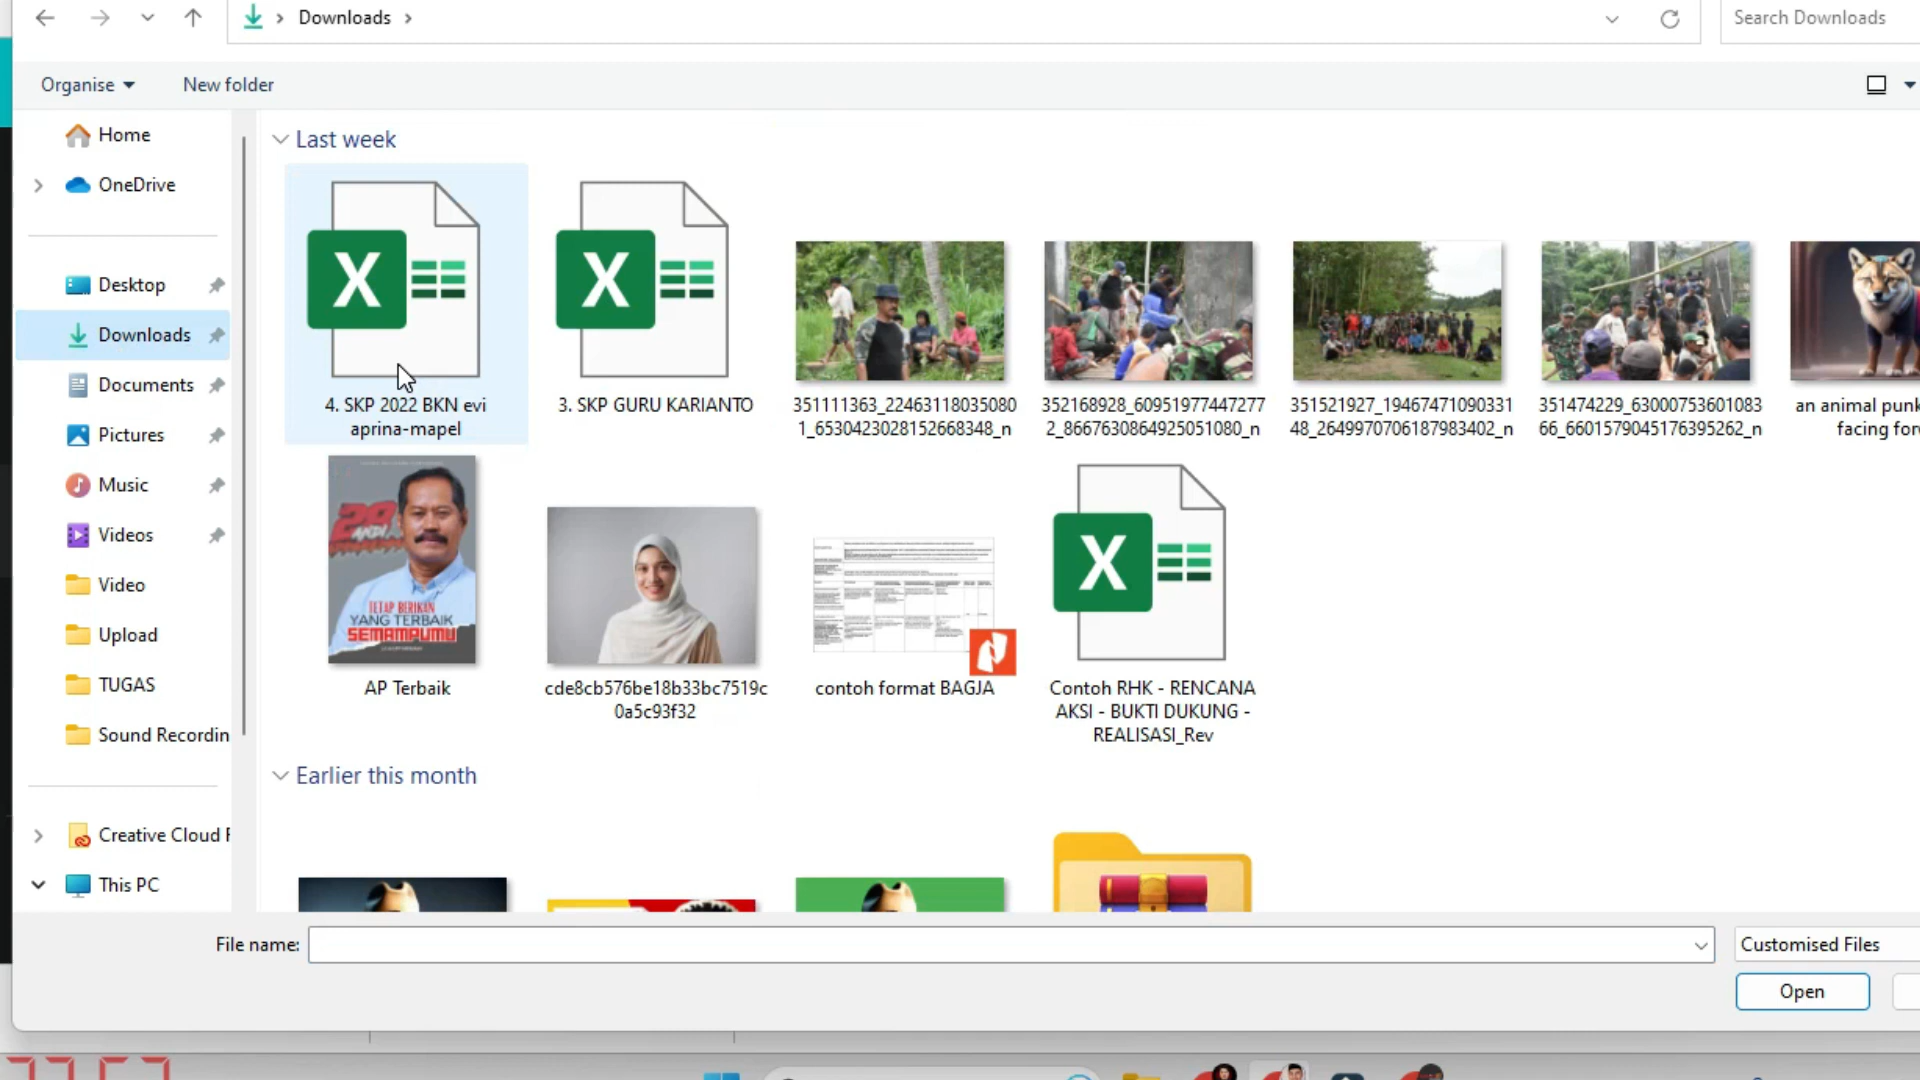 Downloads
Search Downloads
Organise
New folder
Home
OneDrive
Desktop
Downloads
Documents
Pictures
Music
Videos
Video
Upload
TUGAS
Sound Recordin
Creative Cloud F
This PC
Last week
4. SKP 2022 BKN evi
aprina-mapel
3. SKP GURU KARIANTO
351111363_22463118035080
1_6530423028152668348_n
352168928_60951977447277
2_8667630864925051080_n
351521927_19467471090331
48_2649970706187983402_n
351474229_63000753601083
66_6601579045176395262_n
an animal punk
facing for
TETAP BERIKAN
YANG TERBAIK
SEMAMPUMU
AP Terbaik
cde8cb576be18b33bc7519c
0a5c93f32
contoh format BAGJA
Contoh RHK - RENCANA
AKSI - BUKTI DUKUNG -
REALISASI_Rev
Earlier this month
File name:
Customised Files
Open